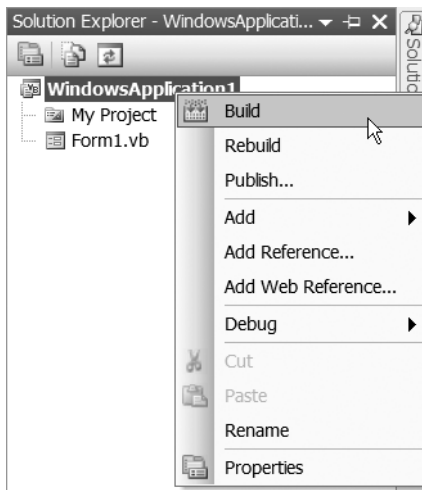 Solution Explorer - WindowsApplicati...
Solutio
WindowsApplication1
My Project
Form1.vb
Build
Rebuild
Publish...
Add
Add Reference...
Add Web Reference...
Debug
Cut
Paste
Rename
Properties